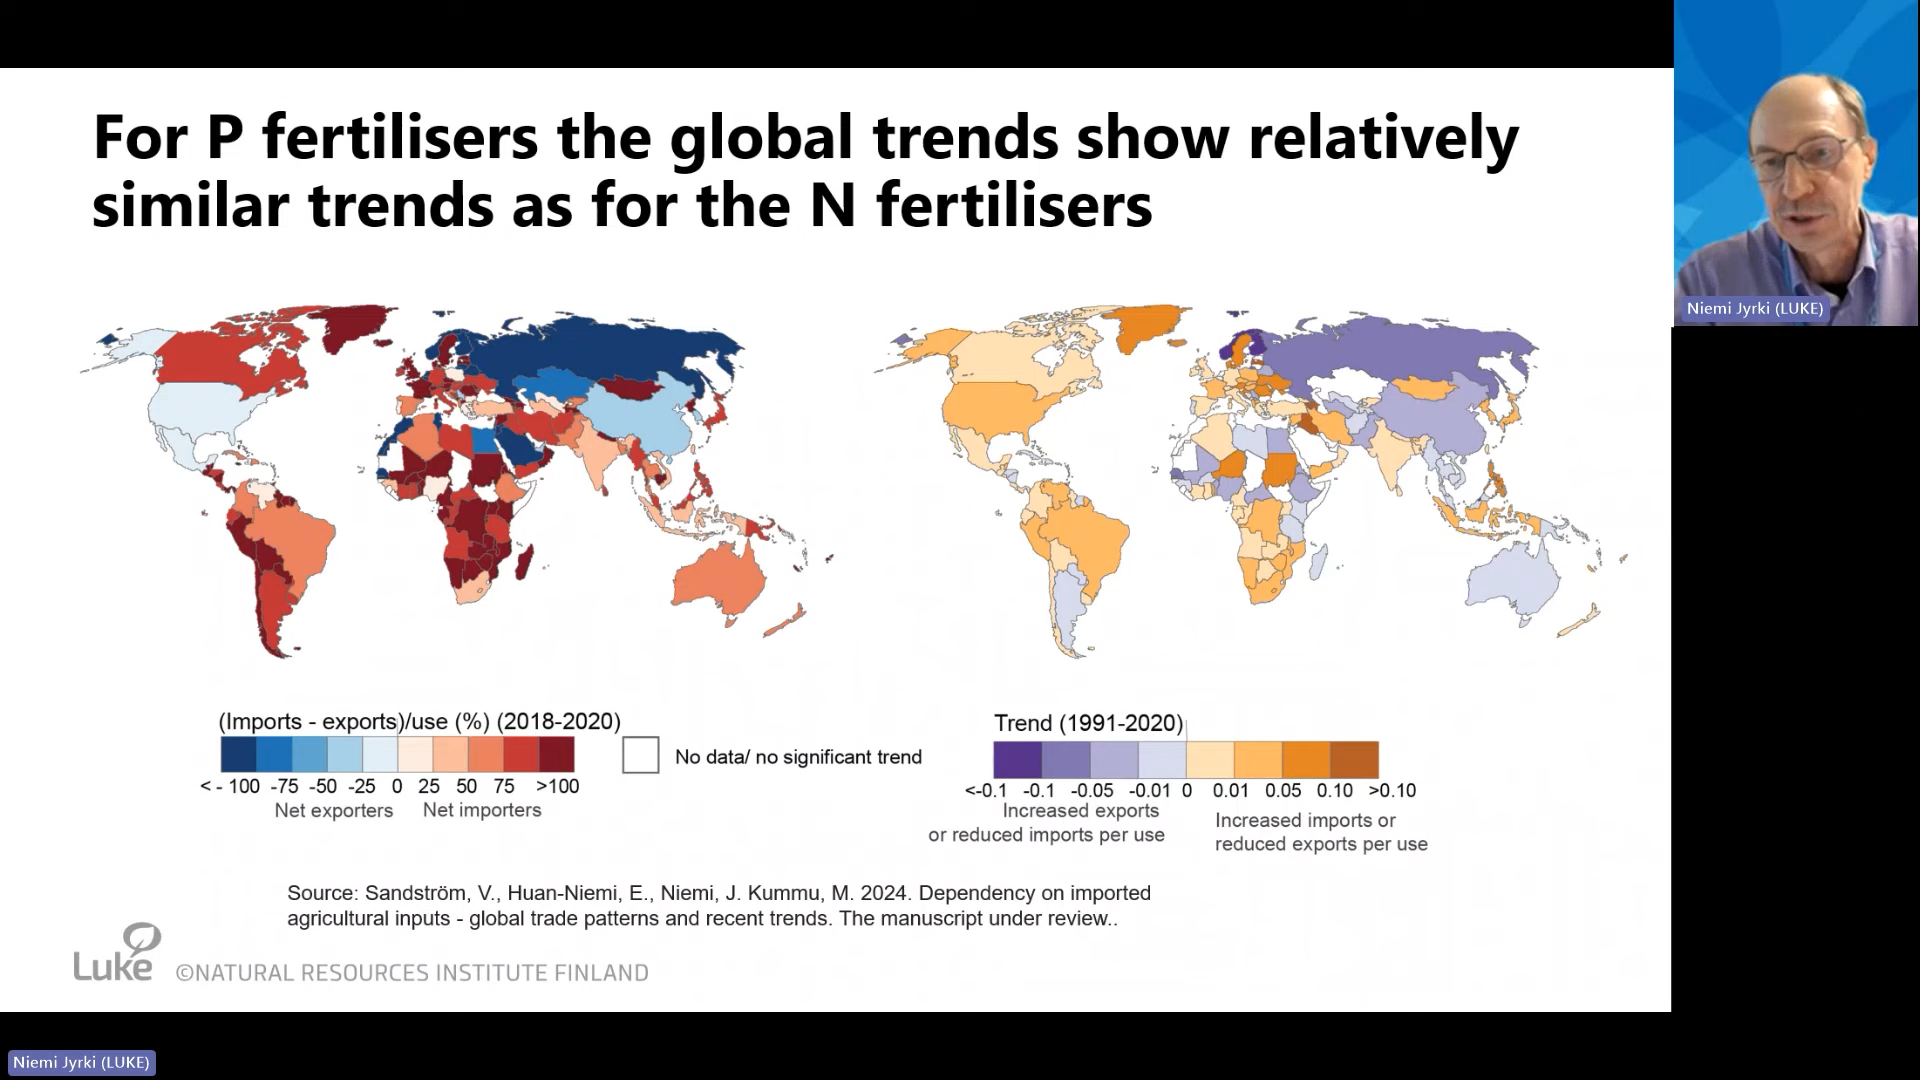 For P fertilisers the global trends show relatively
similar trends as for the N fertilisers
Niemi Jyrki (LUKE)
(Imports - exports)/use (%) (2018-2020)
< - 100 -75 -50 -25 0 25 50 75 >100
Net exporters Net importers
No data/ no significant trend
Trend (1991-2020)
<-0.1 -0.1 -0.05 -0.01 0 0.01 0.05 0.10 >0.10
Increased exports
or reduced imports per use
Increased imports or
reduced exports per use
Source: Sandström, V., Huan-Niemi, E., Niemi, J. Kummu, M. 2024. Dependency on imported
agricultural inputs - global trade patterns and recent trends. The manuscript under review..
Luke ©NATURAL RESOURCES INSTITUTE FINLAND
Niemi Jyrki (LUKE)